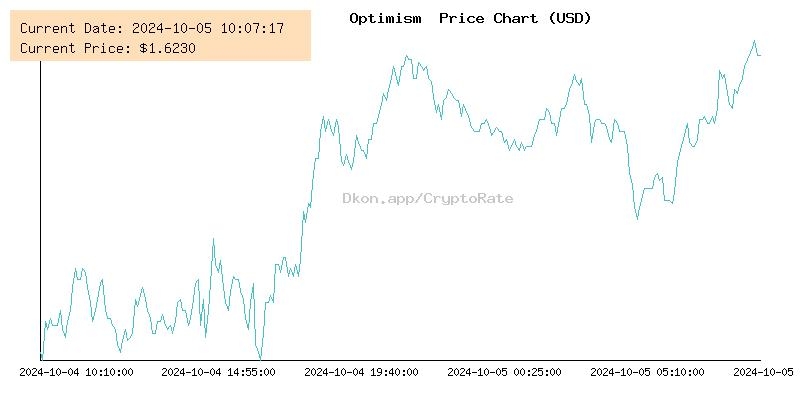 Optimism  Price Chart (USD)
Current Date: 2024-10-05 10:07:17
Current Price: $1.6230
Dkon.app/CryptoRate
2024-10-04 10:10:00 2024-10-04 14:55:00 2024-10-04 19:40:00 2024-10-05 00:25:00 2024-10-05 05:10:00 2024-10-05